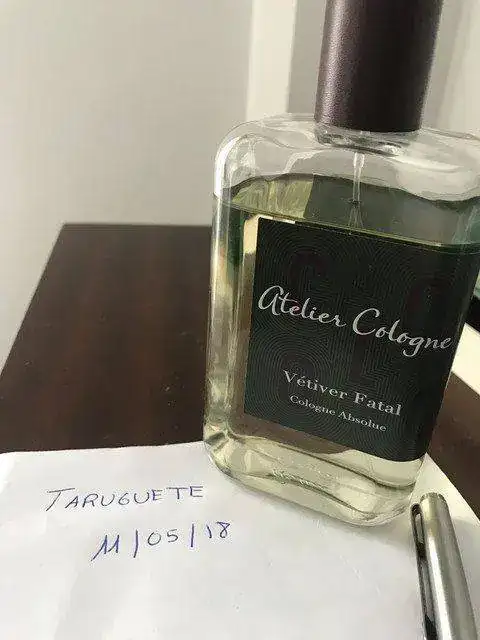 Atelier Cologne
Vétiver Fatal
Cologne Absolue
TARUGUETE
11/05/18